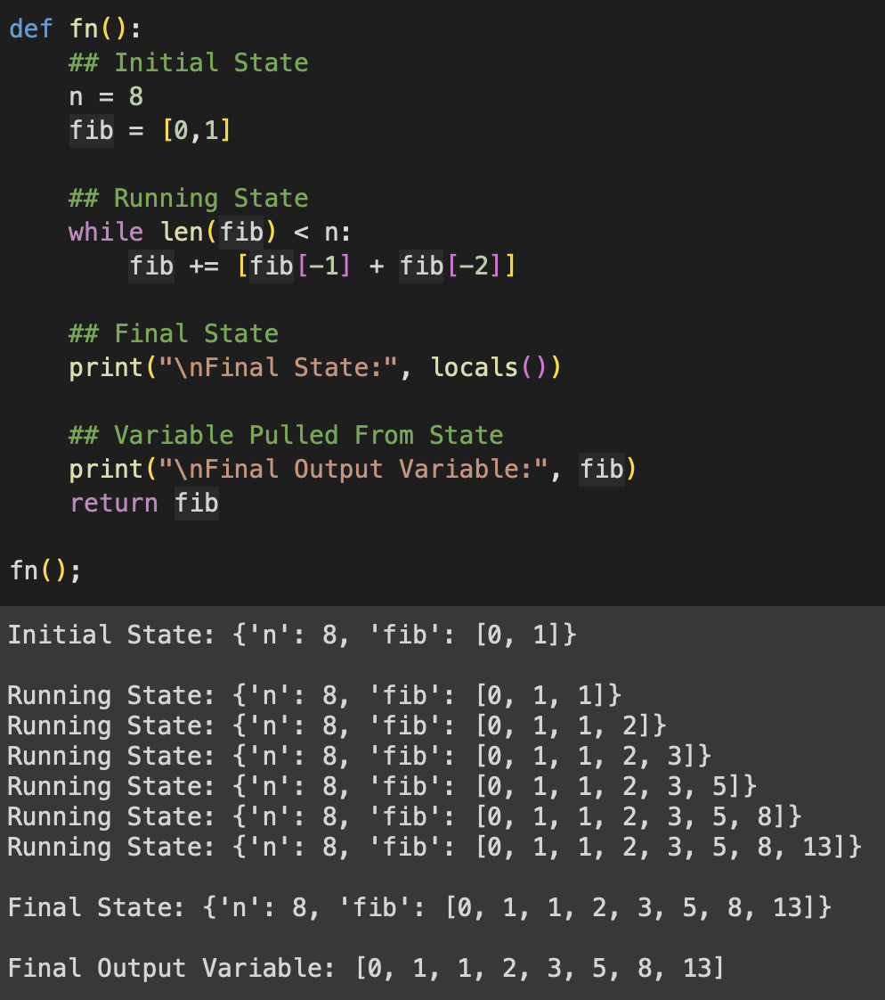 def fn():
    ## Initial State
    n = 8
    fib = [0,1]

    ## Running State
    while len(fib) < n:
        fib += [fib[-1] + fib[-2]]

    ## Final State
    print("\nFinal State:", locals())

    ## Variable Pulled From State
    print("\nFinal Output Variable:", fib)
    return fib

fn();

Initial State: {'n': 8, 'fib': [0, 1]}

Running State: {'n': 8, 'fib': [0, 1, 1]}
Running State: {'n': 8, 'fib': [0, 1, 1, 2]}
Running State: {'n': 8, 'fib': [0, 1, 1, 2, 3]}
Running State: {'n': 8, 'fib': [0, 1, 1, 2, 3, 5]}
Running State: {'n': 8, 'fib': [0, 1, 1, 2, 3, 5, 8]}
Running State: {'n': 8, 'fib': [0, 1, 1, 2, 3, 5, 8, 13]}

Final State: {'n': 8, 'fib': [0, 1, 1, 2, 3, 5, 8, 13]}

Final Output Variable: [0, 1, 1, 2, 3, 5, 8, 13]